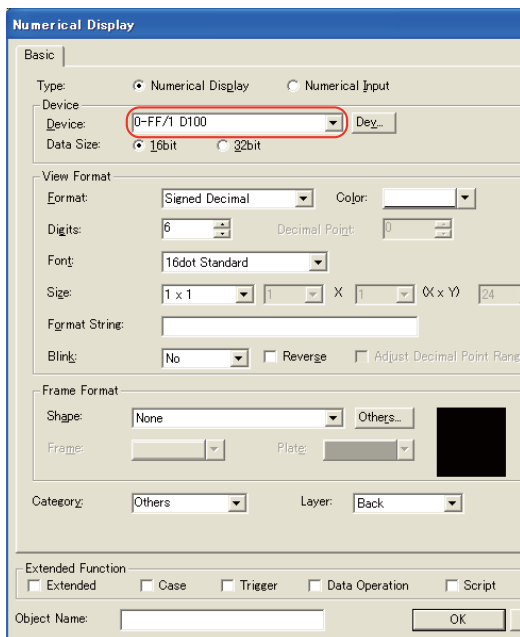 Numerical Display
Basic
Type: Numerical Display Numerical Input
Device
Device: 0-FF/1 D100 Dev...
Data Size: 16bit 32bit
View Format
Format: Signed Decimal Color:
Digits: 6 Decimal Point: 0
Font: 16dot Standard
Size: 1 x 1 1 X 1 (X x Y) 24
Format String:
Blink: No Reverse Adjust Decimal Point Rang
Frame Format
Shape: None Others...
Frame: Plate:
Category: Others Layer: Back
Extended Function
Extended Case Trigger Data Operation Script
Object Name: OK